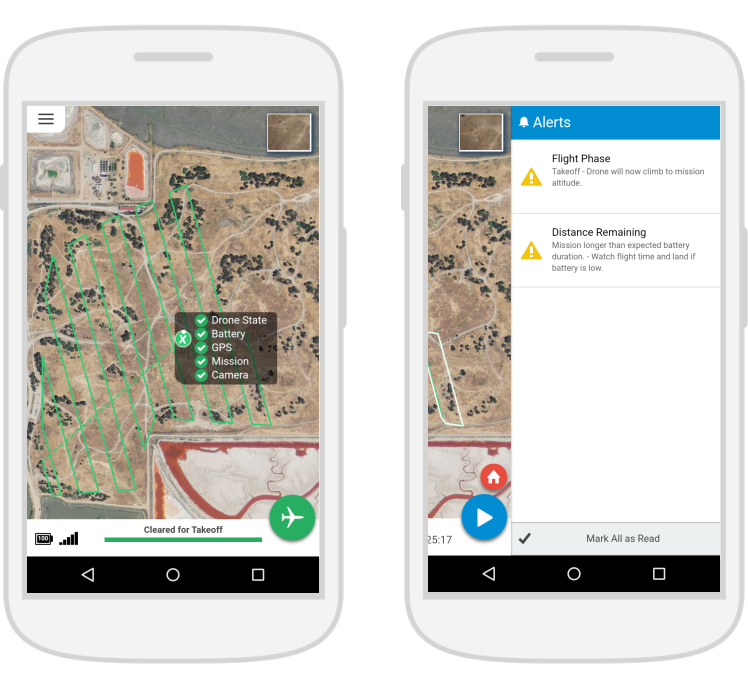 X
Drone State
Battery
GPS
Mission
Camera
Cleared for Takeoff
100
Alerts
Flight Phase
Takeoff - Drone will now climb to mission
altitude.
Distance Remaining
Mission longer than expected battery
duration. - Watch flight time and land if
battery is low.
25:17
Mark All as Read